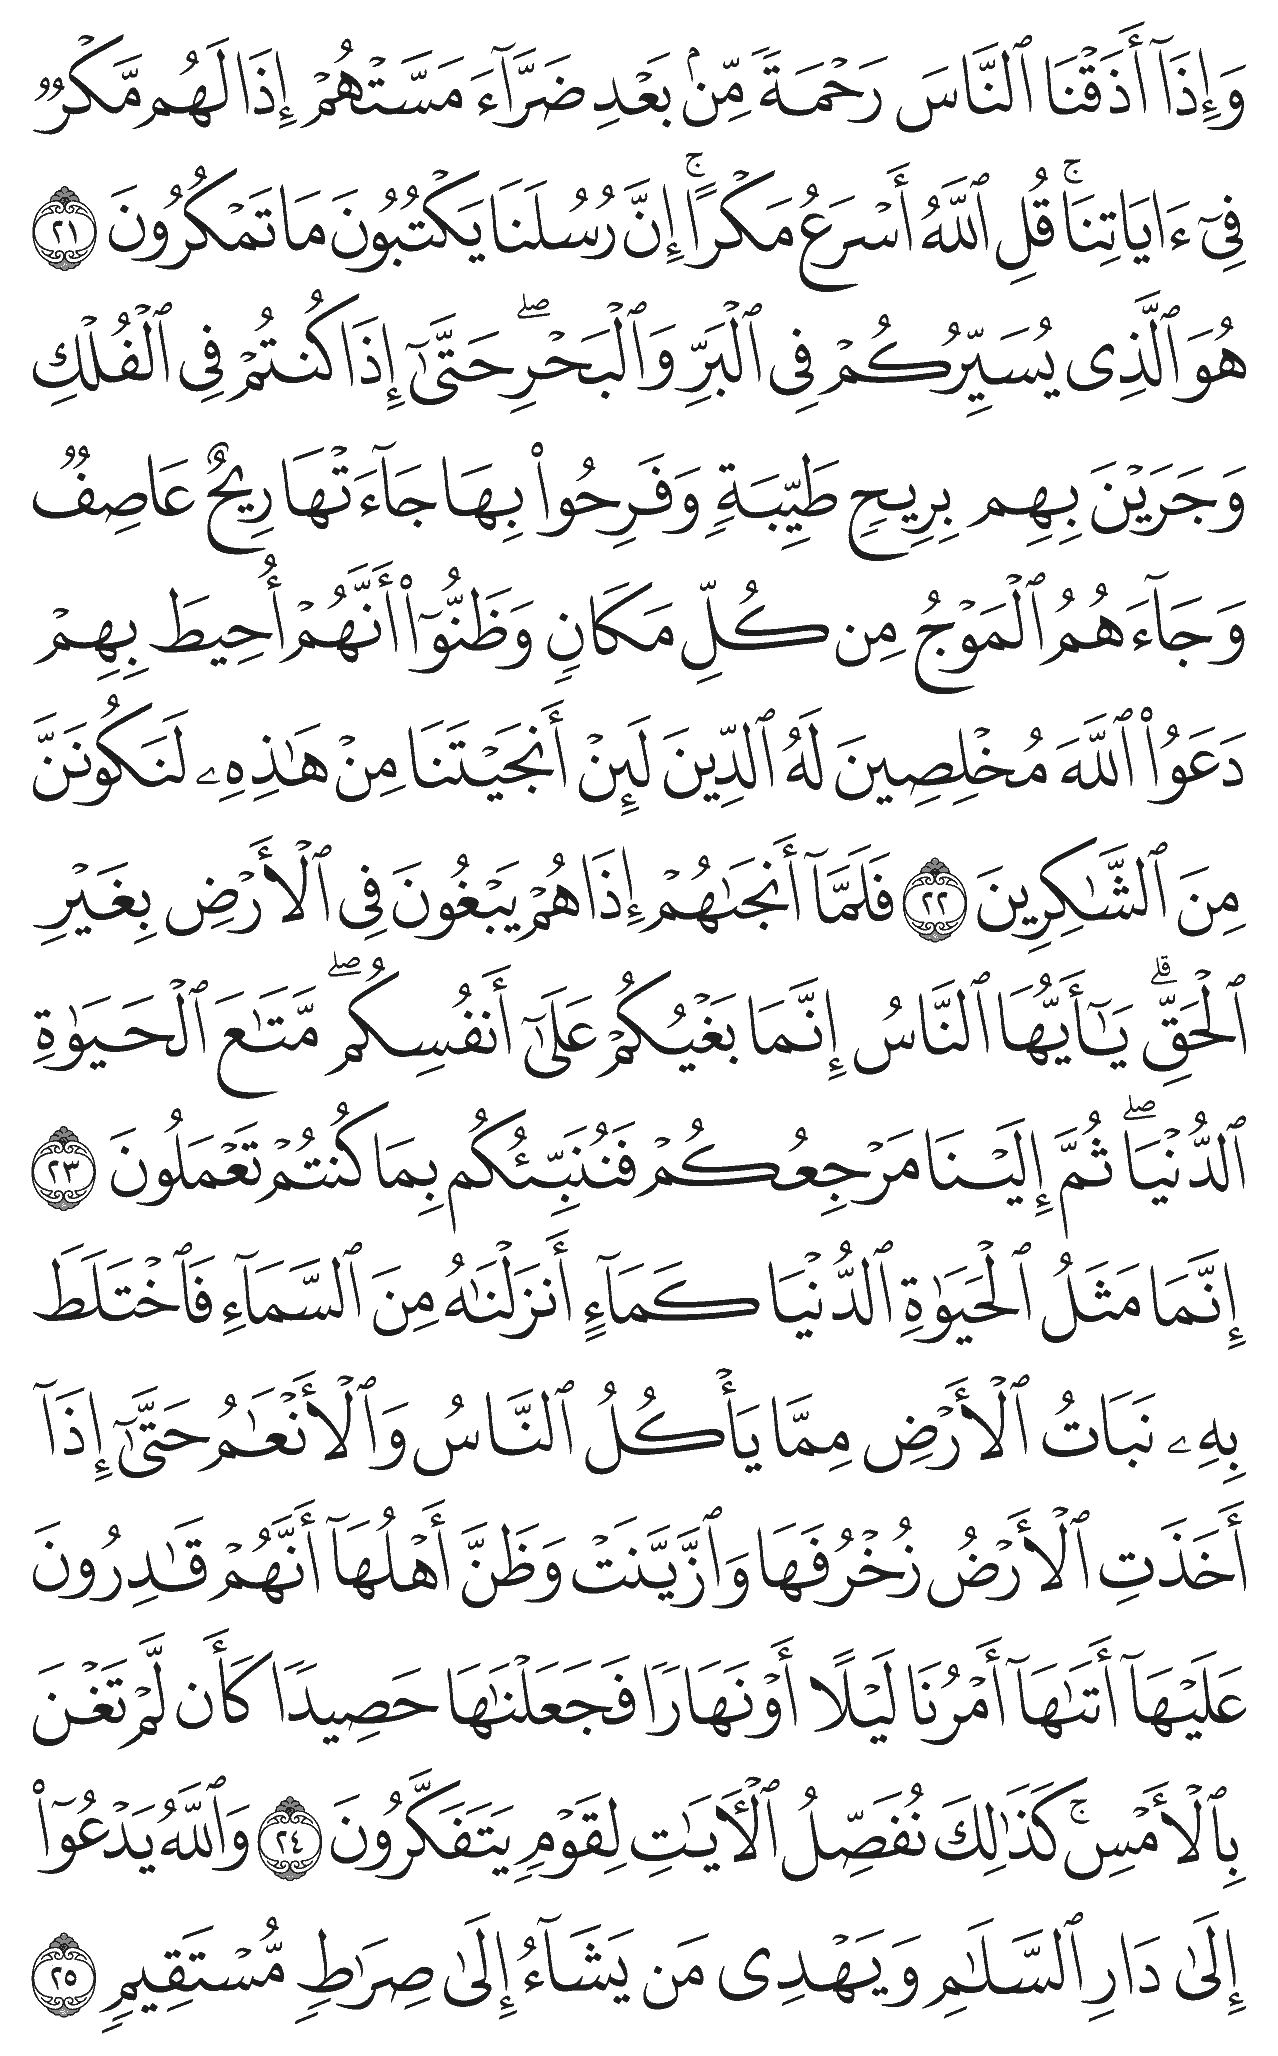 وَإِذَآ أَذَقْنَا ٱلنَّاسَ رَحْمَةً مِّنۢ بَعْدِ ضَرَّآءَ مَسَّتْهُمْ إِذَا لَهُم مَّكْرٌ
فِىٓ ءَايَاتِنَا ۚ قُلِ ٱللَّهُ أَسْرَعُ مَكْرًا ۚ إِنَّ رُسُلَنَا يَكْتُبُونَ مَا تَمْكُرُونَ ٢١
هُوَ ٱلَّذِى يُسَيِّرُكُمْ فِى ٱلْبَرِّ وَٱلْبَحْرِ ۖ حَتَّىٰٓ إِذَا كُنتُمْ فِى ٱلْفُلْكِ
وَجَرَيْنَ بِهِم بِرِيحٍ طَيِّبَةٍ وَفَرِحُوا۟ بِهَا جَآءَتْهَا رِيحٌ عَاصِفٌ
وَجَآءَهُمُ ٱلْمَوْجُ مِن كُلِّ مَكَانٍ وَظَنُّوٓا۟ أَنَّهُمْ أُحِيطَ بِهِمْ
دَعَوُا۟ ٱللَّهَ مُخْلِصِينَ لَهُ ٱلدِّينَ لَئِنْ أَنجَيْتَنَا مِنْ هَٰذِهِۦ لَنَكُونَنَّ
مِنَ ٱلشَّٰكِرِينَ ٢٢ فَلَمَّآ أَنجَىٰهُمْ إِذَا هُمْ يَبْغُونَ فِى ٱلْأَرْضِ بِغَيْرِ
ٱلْحَقِّ ۗ يَٰٓأَيُّهَا ٱلنَّاسُ إِنَّمَا بَغْيُكُمْ عَلَىٰٓ أَنفُسِكُم ۖ مَّتَٰعَ ٱلْحَيَوٰةِ
ٱلدُّنْيَا ۖ ثُمَّ إِلَيْنَا مَرْجِعُكُمْ فَنُنَبِّئُكُم بِمَا كُنتُمْ تَعْمَلُونَ ٢٣
إِنَّمَا مَثَلُ ٱلْحَيَوٰةِ ٱلدُّنْيَا كَمَآءٍ أَنزَلْنَٰهُ مِنَ ٱلسَّمَآءِ فَٱخْتَلَطَ
بِهِۦ نَبَاتُ ٱلْأَرْضِ مِمَّا يَأْكُلُ ٱلنَّاسُ وَٱلْأَنْعَٰمُ حَتَّىٰٓ إِذَآ
أَخَذَتِ ٱلْأَرْضُ زُخْرُفَهَا وَٱزَّيَّنَتْ وَظَنَّ أَهْلُهَآ أَنَّهُمْ قَٰدِرُونَ
عَلَيْهَآ أَتَىٰهَآ أَمْرُنَا لَيْلًا أَوْ نَهَارًا فَجَعَلْنَٰهَا حَصِيدًا كَأَن لَّمْ تَغْنَ
بِٱلْأَمْسِ ۚ كَذَٰلِكَ نُفَصِّلُ ٱلْـَٔايَٰتِ لِقَوْمٍ يَتَفَكَّرُونَ ٢٤ وَٱللَّهُ يَدْعُوٓا۟
إِلَىٰ دَارِ ٱلسَّلَٰمِ وَيَهْدِى مَن يَشَآءُ إِلَىٰ صِرَٰطٍ مُّسْتَقِيمٍ ٢٥